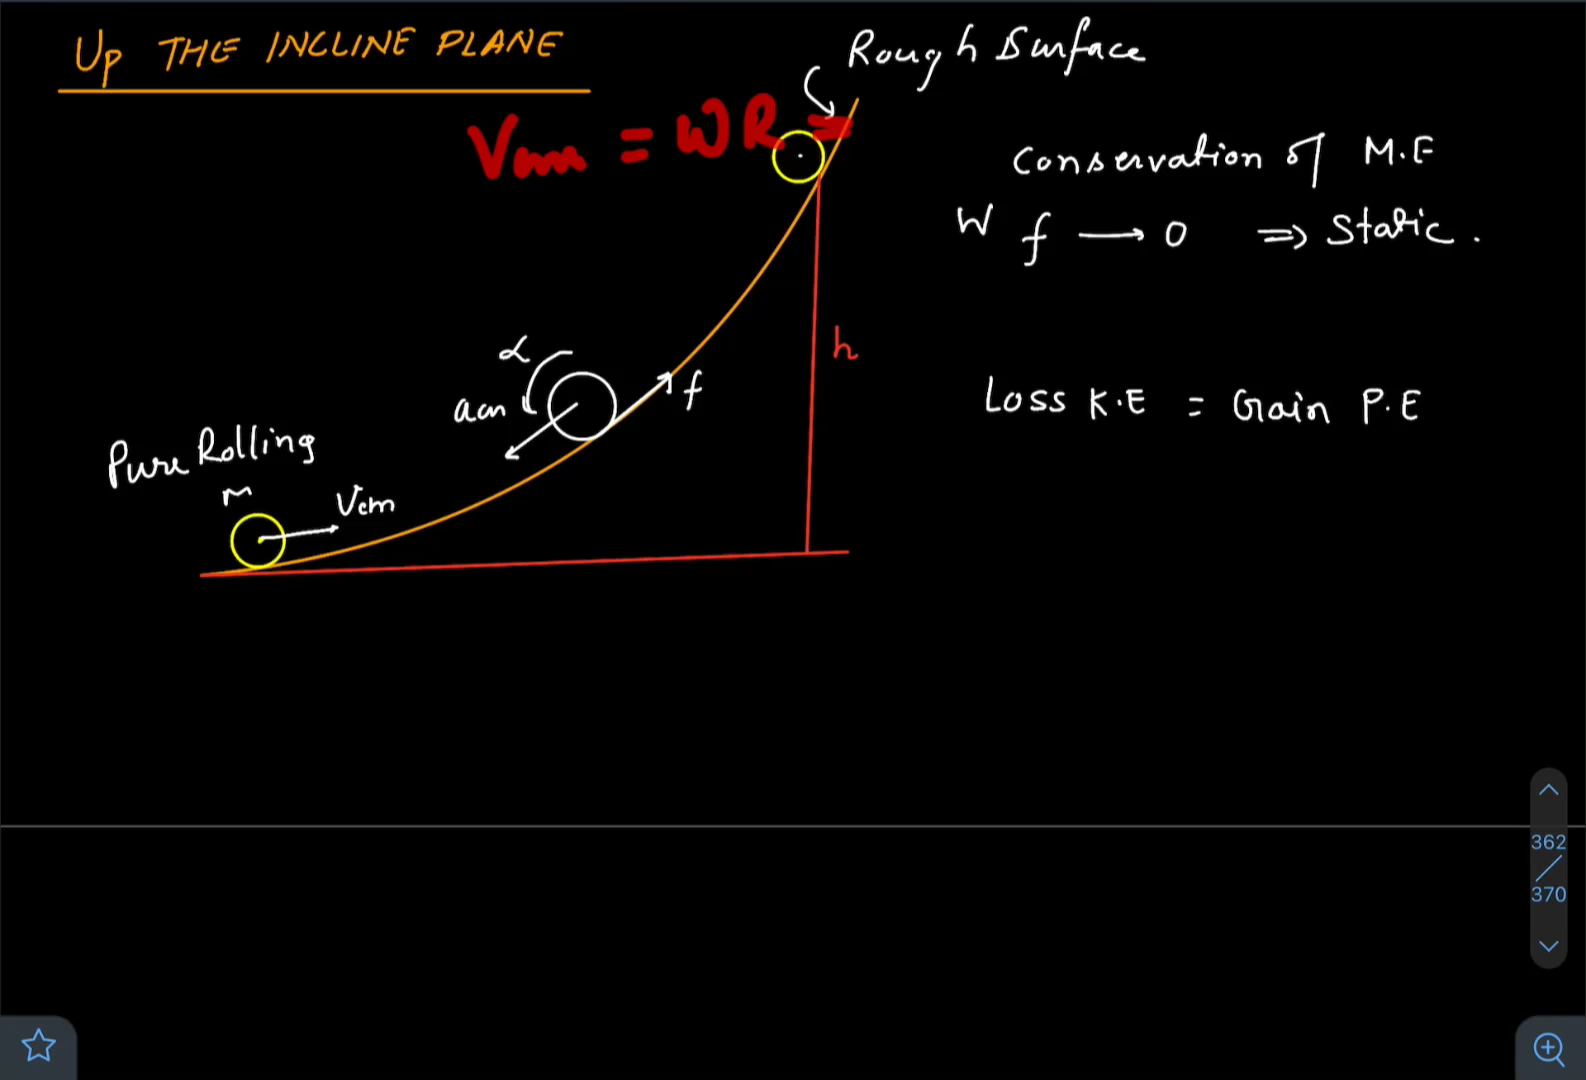 Up THE INCLINE PLANE
Rough Surface
Vcm = WR =
Conservation of M.E
W f → 0 ⇒ Static.
h
α
acm
f
Loss K.E = Gain P.E
Pure Rolling
M
Vcm
362
370